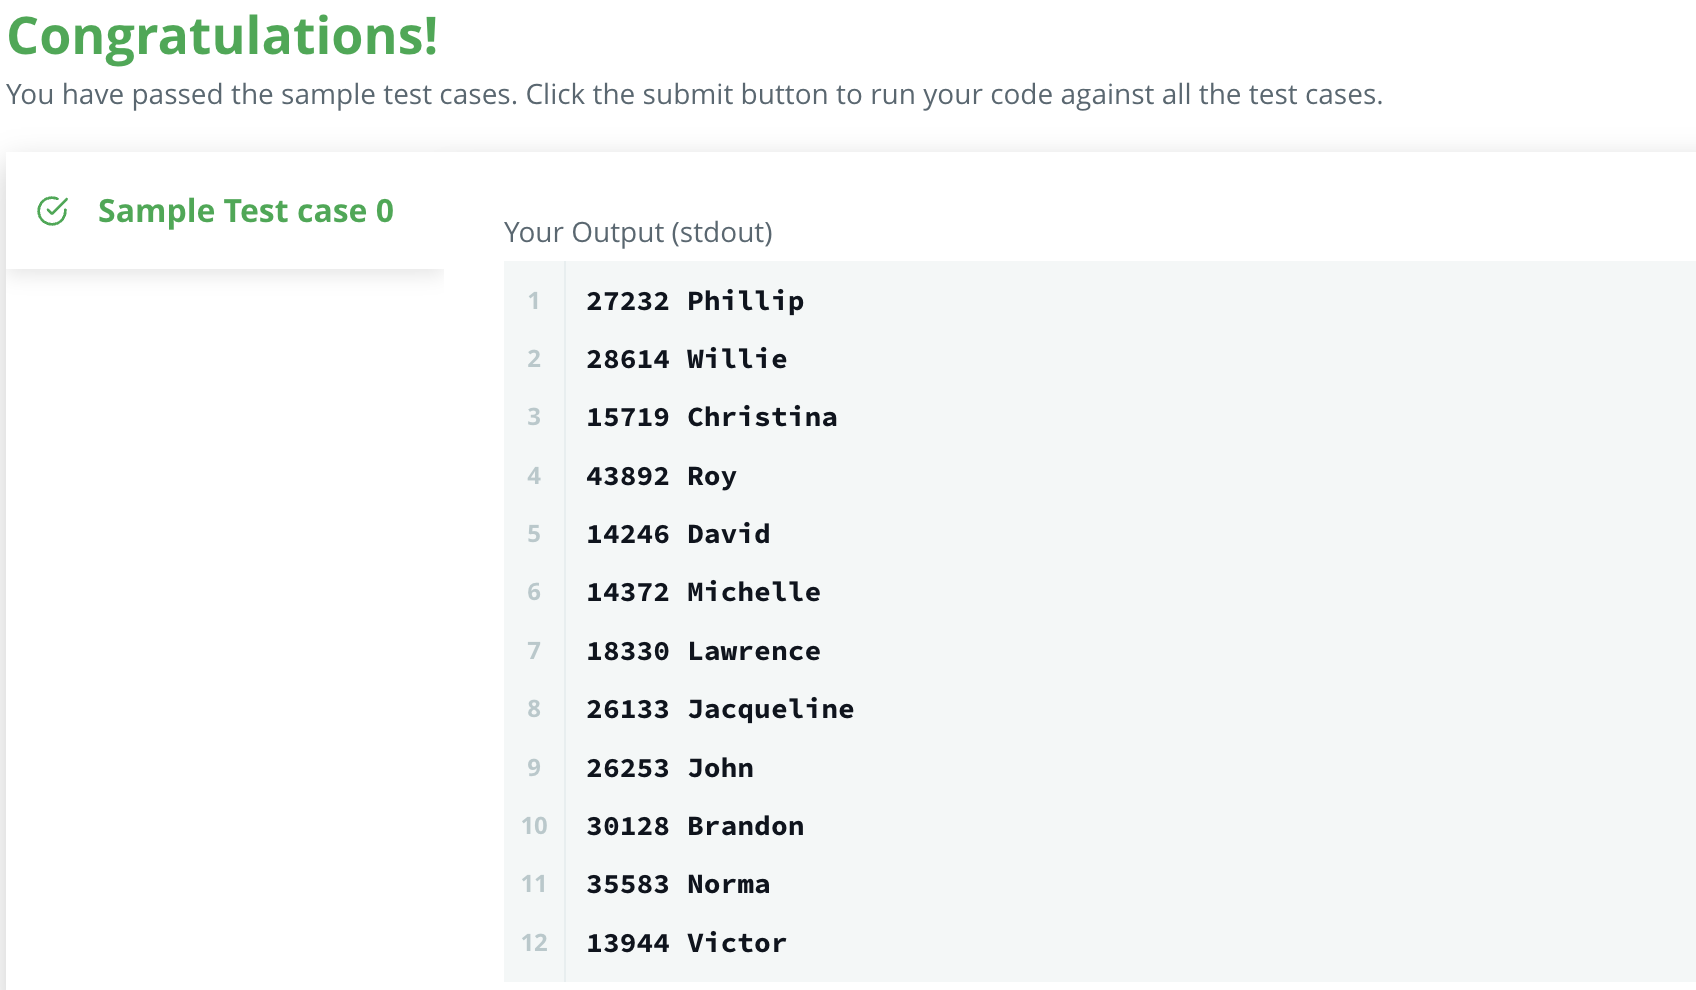 Congratulations!
You have passed the sample test cases. Click the submit button to run your code against all the test cases.
Sample Test case 0
Your Output (stdout)
1 27232 Phillip
2 28614 Willie
3 15719 Christina
4 43892 Roy
5 14246 David
6 14372 Michelle
7 18330 Lawrence
8 26133 Jacqueline
9 26253 John
10 30128 Brandon
11 35583 Norma
12 13944 Victor